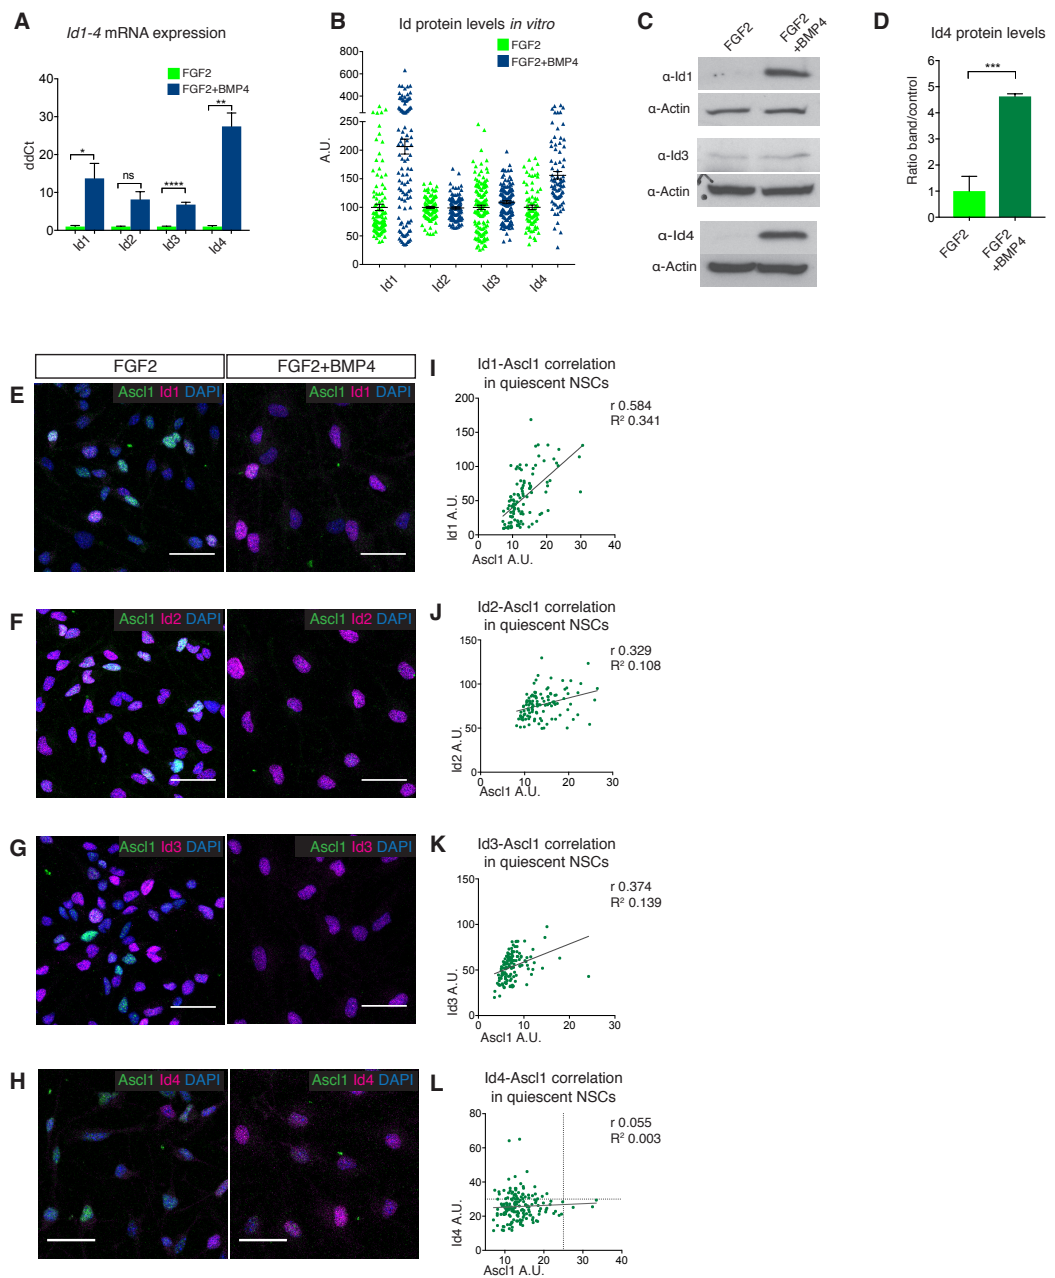 A
Id1-4 mRNA expression
FGF2
FGF2+BMP4
ddCt
40
30
20
10
0
*
ns
****
**
Id1
Id2
Id3
Id4
B
Id protein levels in vitro
FGF2
FGF2+BMP4
A.U.
800
600
400
250
200
150
100
50
0
Id1
Id2
Id3
Id4
C
FGF2
FGF2
+BMP4
α-Id1
α-Actin
α-Id3
α-Actin
α-Id4
α-Actin
D
Id4 protein levels
Ratio band/control
6
5
4
3
2
1
0
***
FGF2
FGF2
+BMP4
FGF2
FGF2+BMP4
E
Ascl1 Id1 DAPI
Ascl1 Id1 DAPI
F
Ascl1 Id2 DAPI
Ascl1 Id2 DAPI
G
Ascl1 Id3 DAPI
Ascl1 Id3 DAPI
H
Ascl1 Id4 DAPI
Ascl1 Id4 DAPI
I
Id1-Ascl1 correlation
in quiescent NSCs
r 0.584
R² 0.341
Id1 A.U.
200
150
100
50
0
0 10 20 30 40
Ascl1 A.U.
J
Id2-Ascl1 correlation
in quiescent NSCs
r 0.329
R² 0.108
Id2 A.U.
150
100
50
0
0 10 20 30
Ascl1 A.U.
K
Id3-Ascl1 correlation
in quiescent NSCs
r 0.374
R² 0.139
Id3 A.U.
150
100
50
0
0 10 20 30
Ascl1 A.U.
L
Id4-Ascl1 correlation
in quiescent NSCs
r 0.055
R² 0.003
Id4 A.U.
80
60
40
20
0
10 20 30 40
Ascl1 A.U.